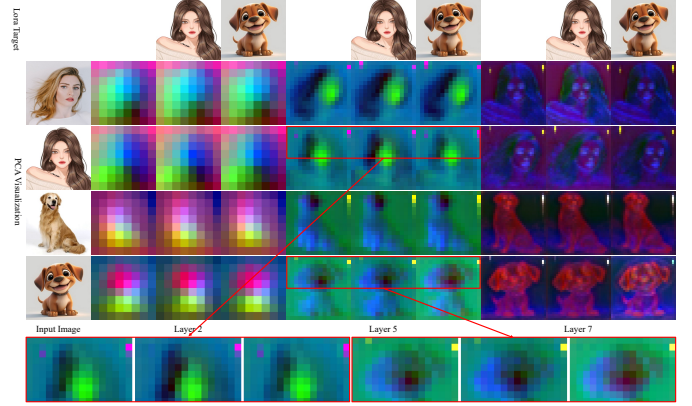 Lora Target
PCA Visualization
Input Image
Layer 2
Layer 5
Layer 7